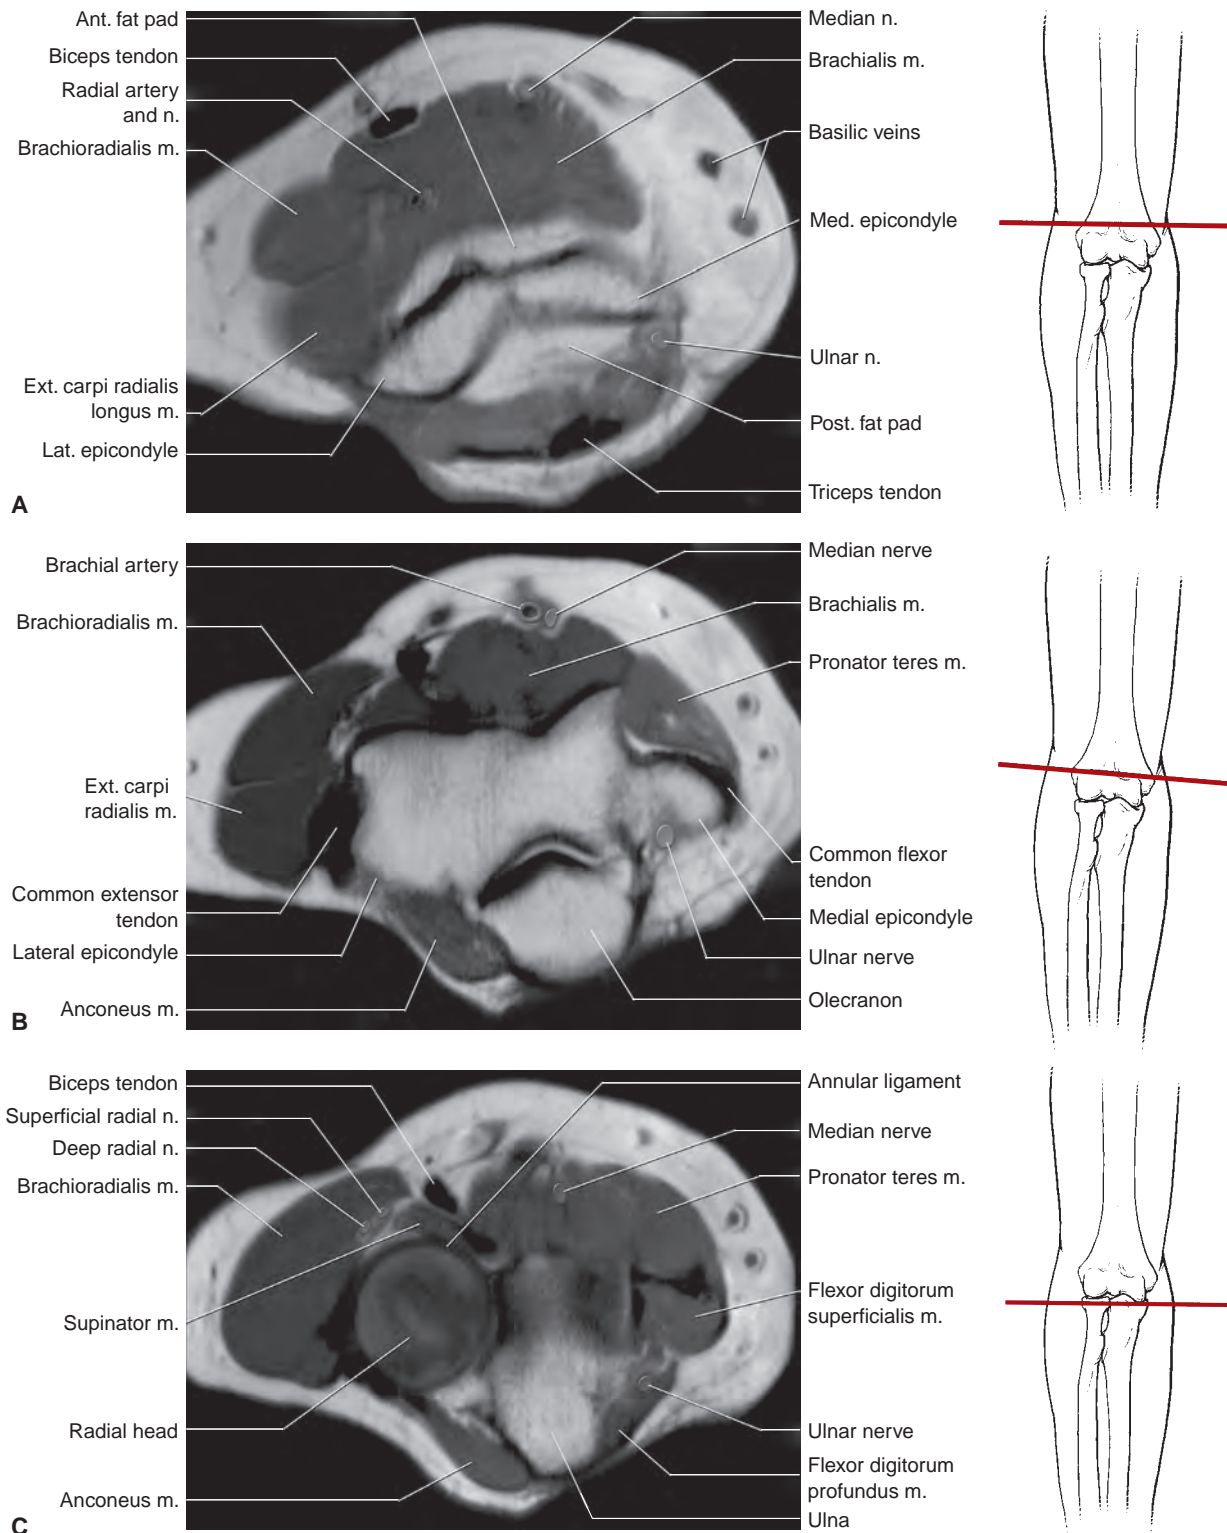 Ant. fat pad
Biceps tendon
Radial artery
and n.
Brachioradialis m.
Ext. carpi radialis
longus m.
Lat. epicondyle
Median n.
Brachialis m.
Basilic veins
Med. epicondyle
Ulnar n.
Post. fat pad
Triceps tendon
A
Brachial artery
Brachioradialis m.
Ext. carpi
radialis m.
Common extensor
tendon
Lateral epicondyle
Anconeus m.
Median nerve
Brachialis m.
Pronator teres m.
Common flexor
tendon
Medial epicondyle
Ulnar nerve
Olecranon
B
Biceps tendon
Superficial radial n.
Deep radial n.
Brachioradialis m.
Supinator m.
Radial head
Anconeus m.
Annular ligament
Median nerve
Pronator teres m.
Flexor digitorum
superficialis m.
Ulnar nerve
Flexor digitorum
profundus m.
Ulna
C